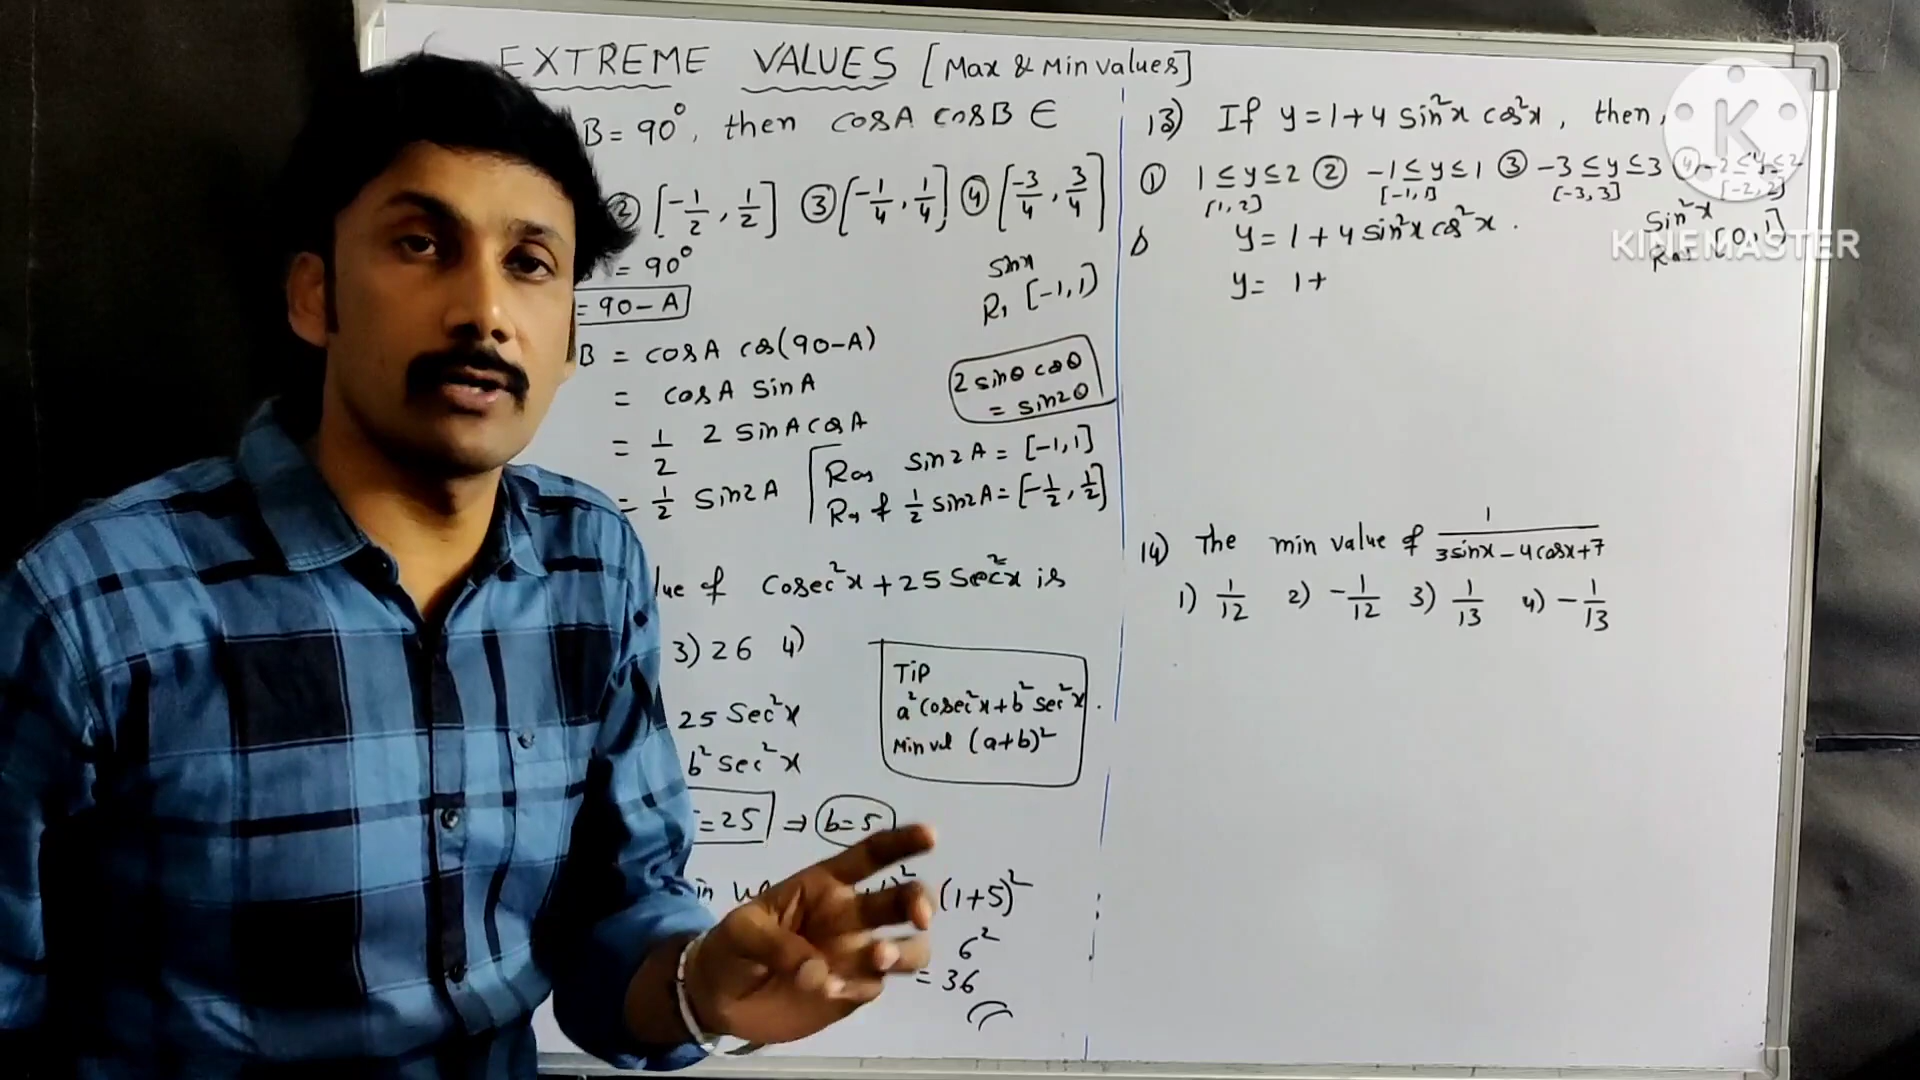 EXTREME VALUES [Max & Min values]
B = 90°, then cosA cosB ∈
② [-1/2, 1/2] ③ [-1/4, 1/4] ④ [-3/4, 3/4]
= 90°
= 90 - A
sinx
[-1, 1]
B = cosA cos(90-A)
= cosA sinA
= 1/2 2 sinA cosA
= 1/2 sin2A
2 sinθ cosθ
= sin2θ
sin2A = [-1, 1]
1/2 sin2A = [-1/2, 1/2]
lue of Cosec²x + 25 Sec²x is
3) 26 4)
25 Sec²x
b² sec²x
TiP
a² Cosec²x + b² sec²x.
Min val (a+b)²
= 25 ⇒ b=5
(1+5)²
6²
= 36
13) If y = 1 + 4 sin²x cos²x, then,
① 1 ≤ y ≤ 2 ② -1 ≤ y ≤ 1 ③ -3 ≤ y ≤ 3 ④ -2 ≤ y ≤ 2
[1, 2] [-1, 1] [-3, 3] [-2, 2]
y = 1 + 4 sin²x cos²x.
y = 1 +
sin²x
[0, 1]
K
KINEMASTER
14) The min value of 1/(3sinx - 4cosx + 7)
1) 1/12 2) -1/12 3) 1/13 4) -1/13